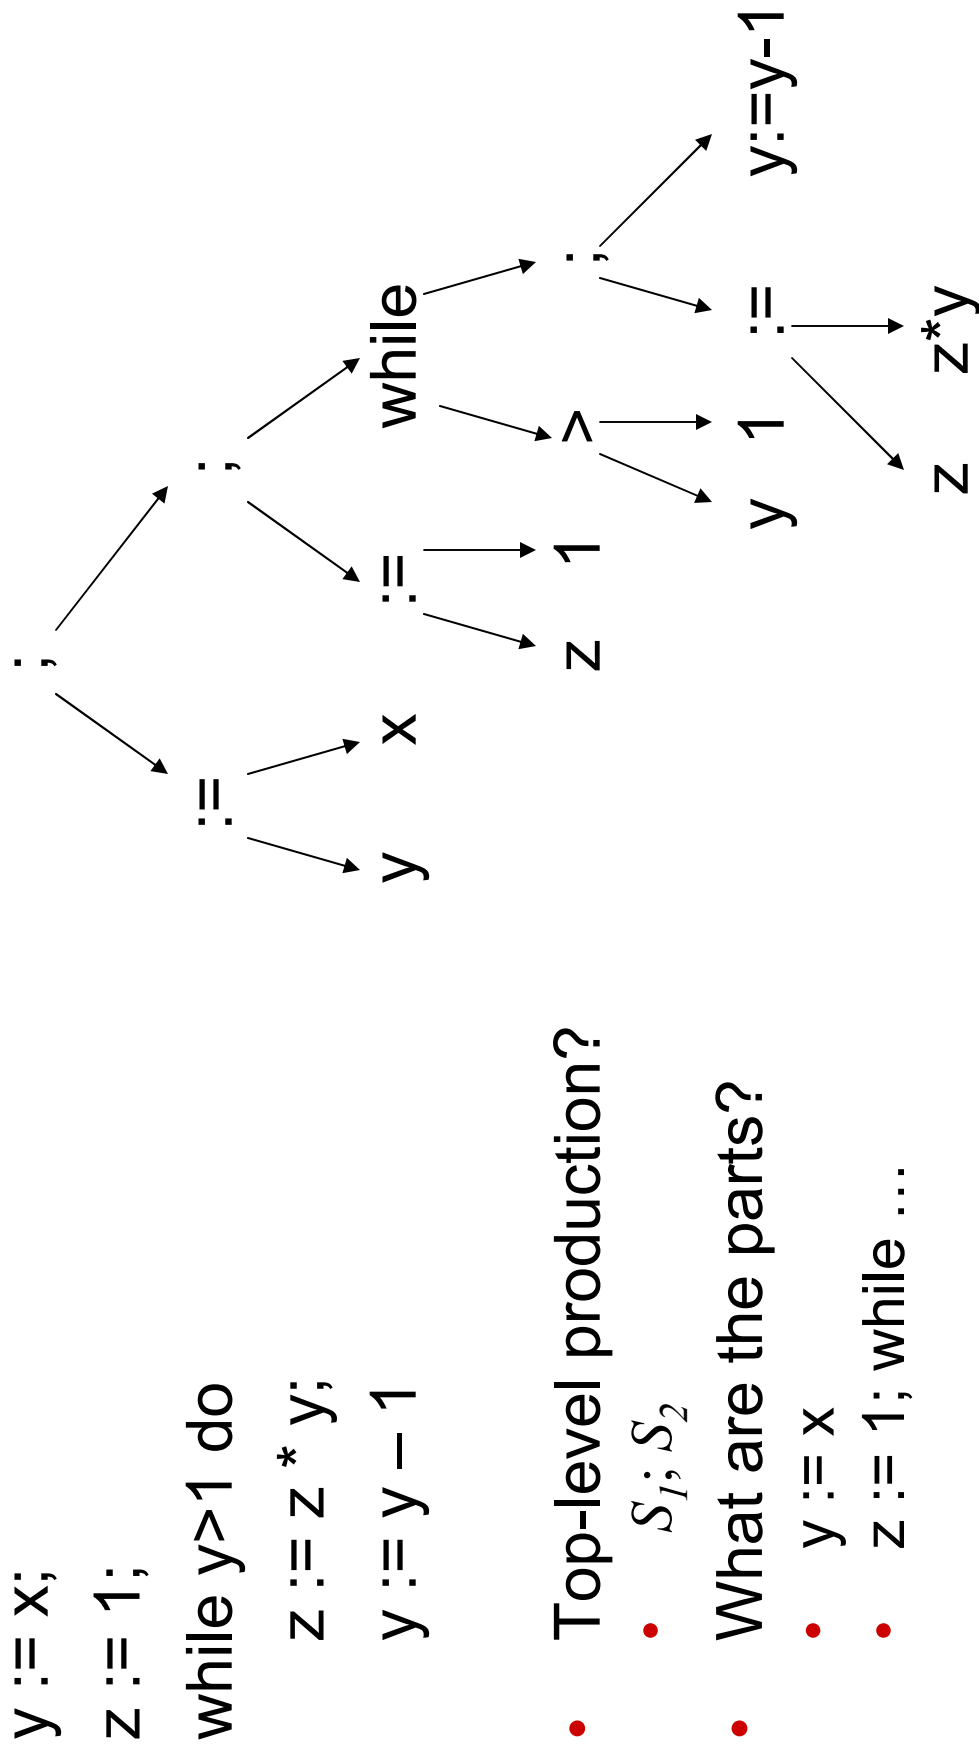 y := x;
z := 1;
while y>1 do
z := z * y;
y := y – 1
• Top-level production?
• S1; S2
• What are the parts?
• y := x
• z := 1; while …
;
:= ;
y x := while
z 1 > ;
y 1 := y:=y-1
z z*y